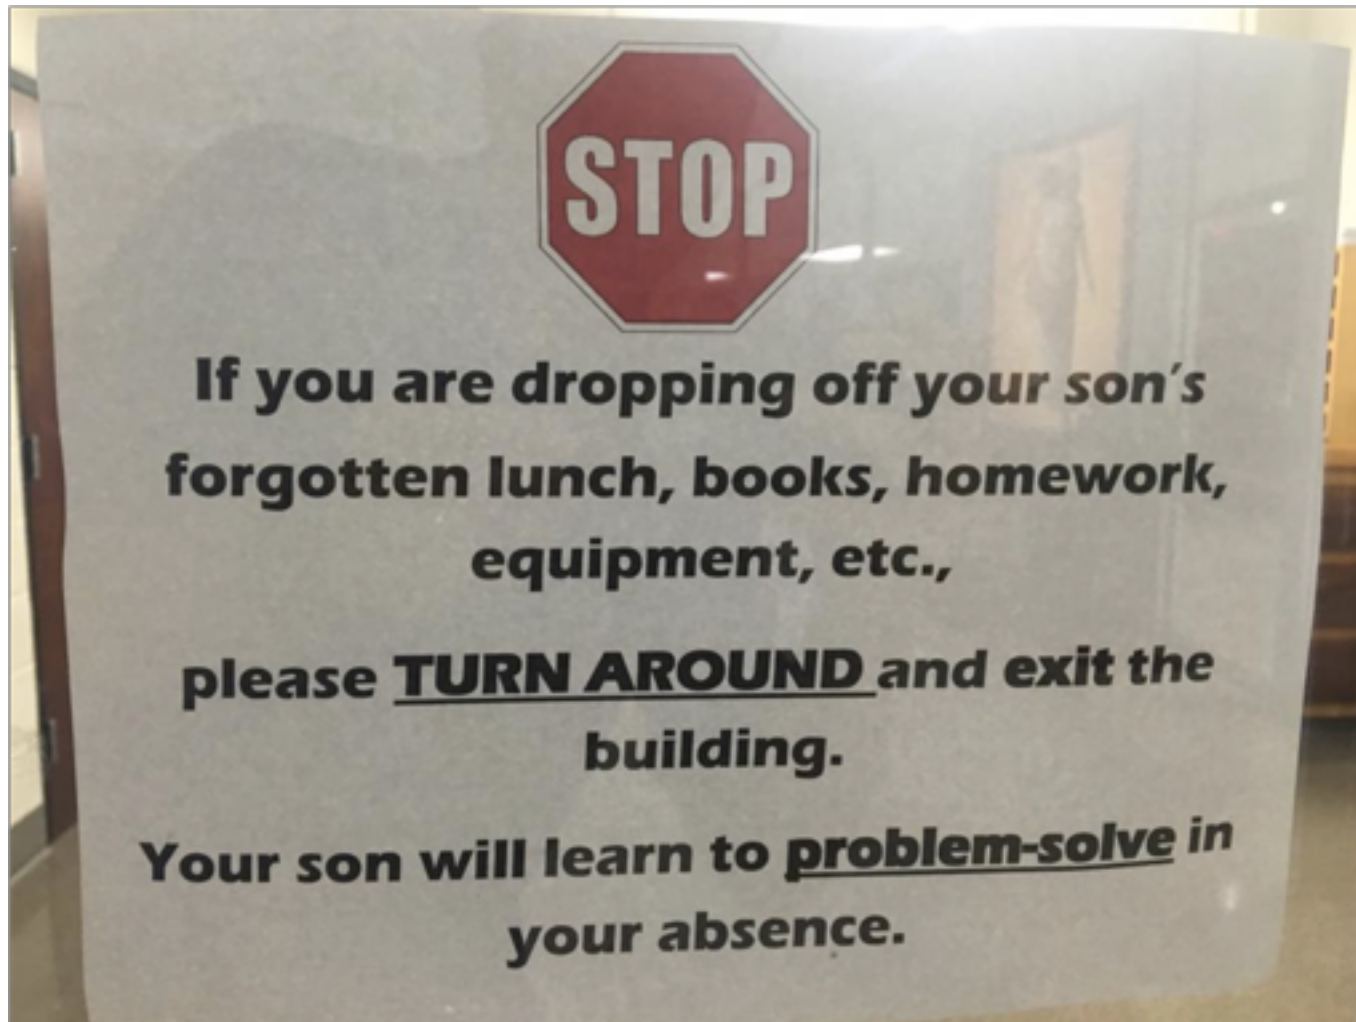 STOP
If you are dropping off your son's
forgotten lunch, books, homework,
equipment, etc.,
please TURN AROUND and exit the
building.
Your son will learn to problem-solve in
your absence.